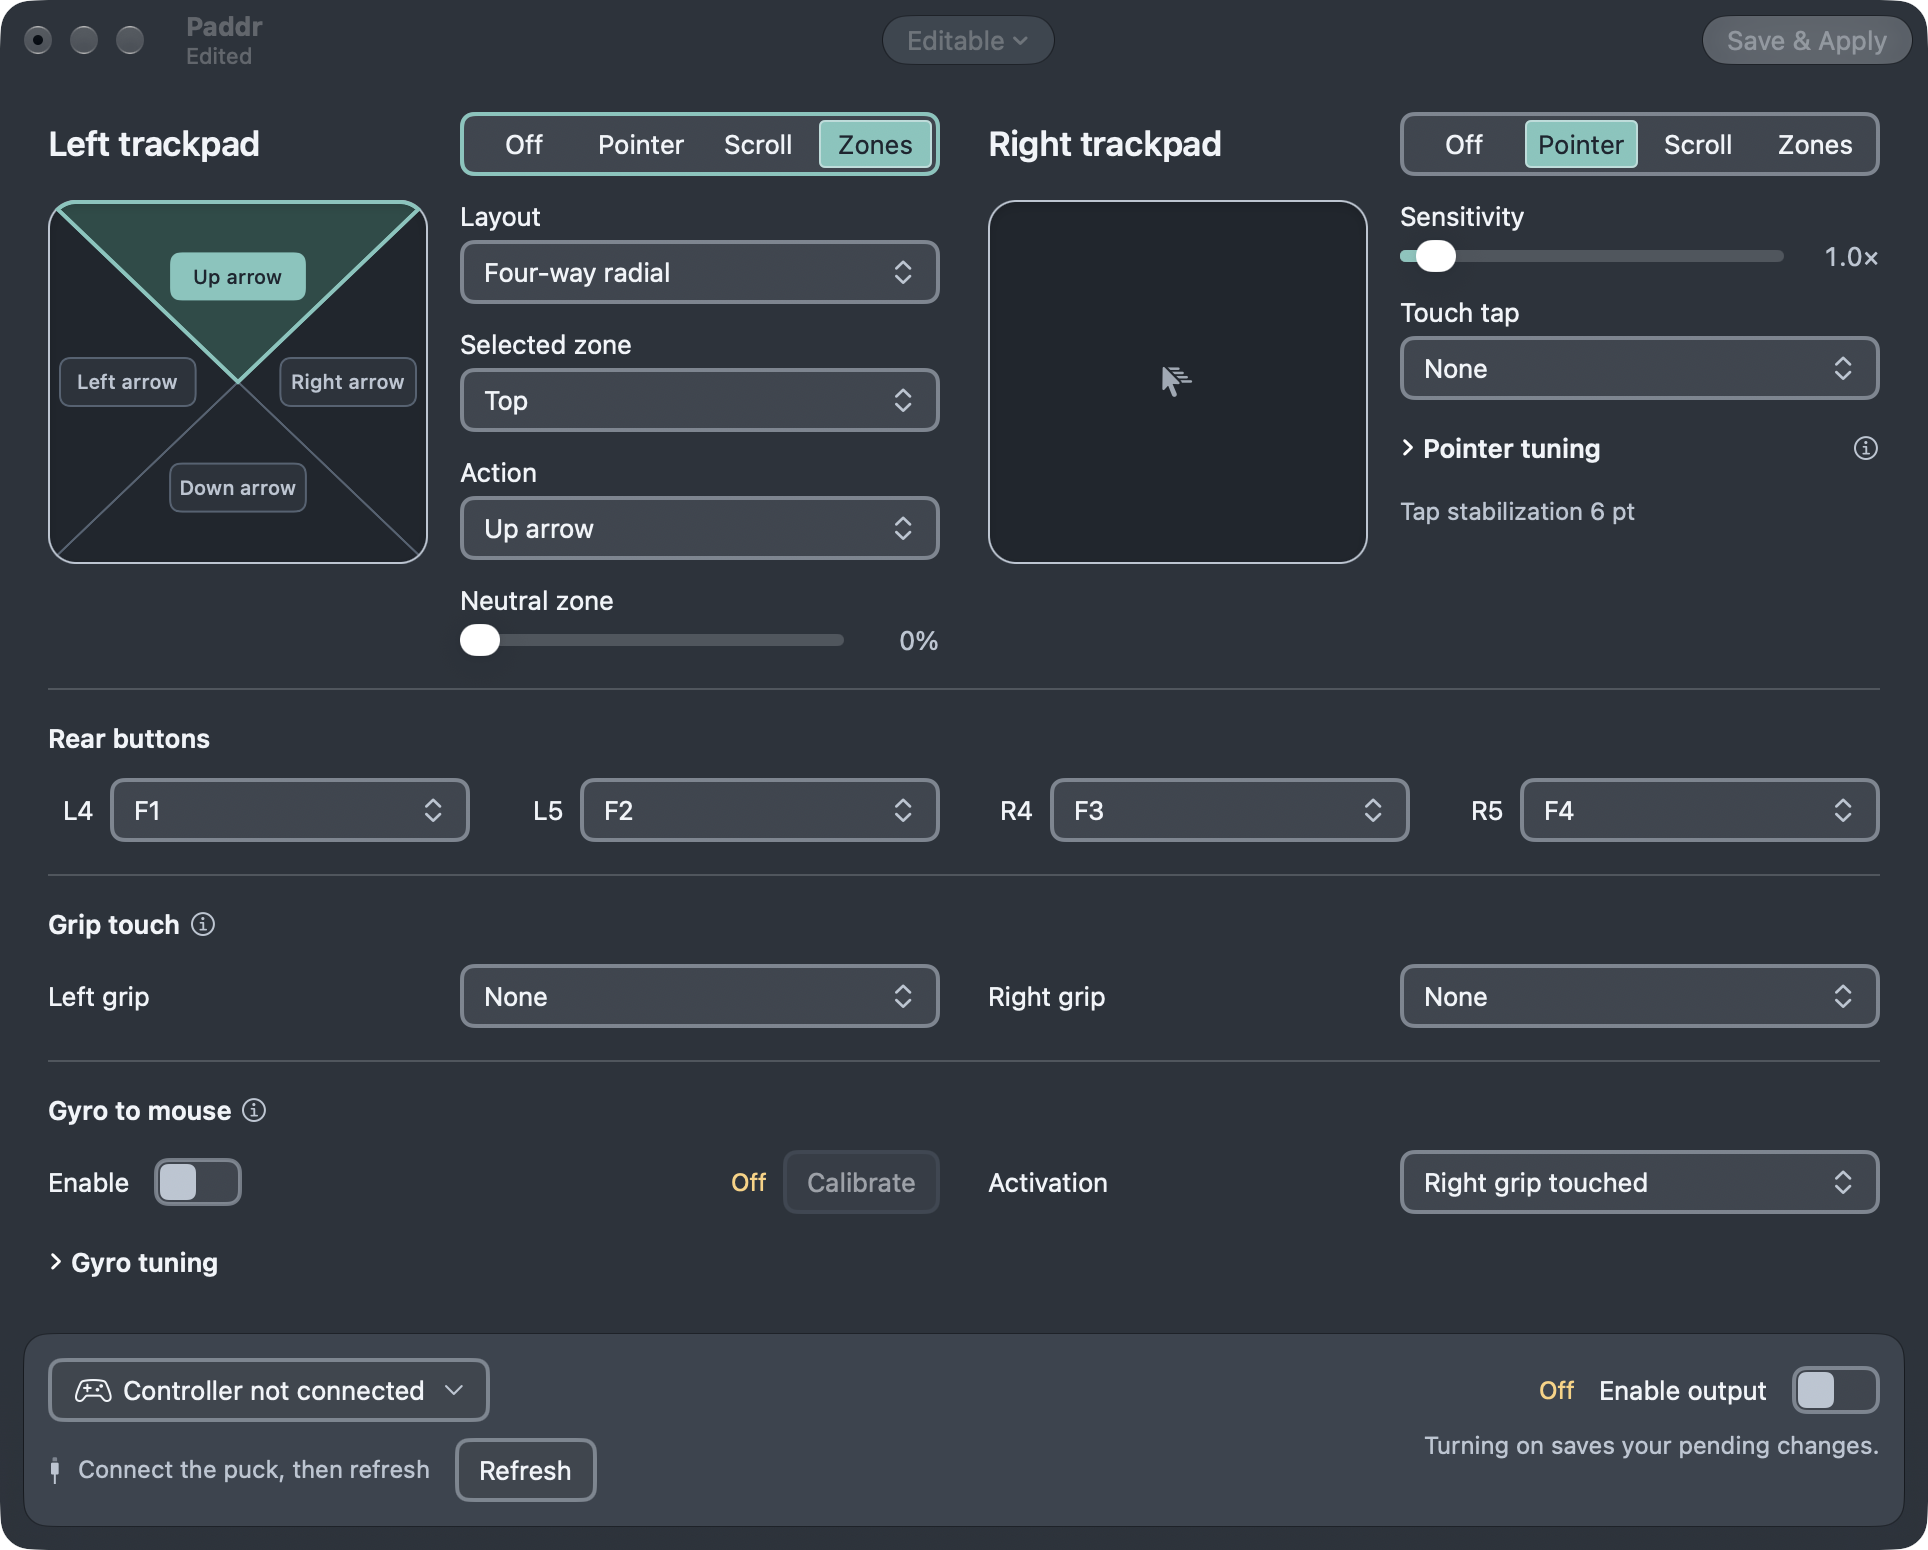 Paddr
Edited
Editable
Save & Apply
Left trackpad
Off Pointer Scroll Zones
Up arrow
Left arrow
Right arrow
Down arrow
Layout
Four-way radial
Selected zone
Top
Action
Up arrow
Neutral zone
0%
Right trackpad
Off Pointer Scroll Zones
Sensitivity
1.0×
Touch tap
None
Pointer tuning
Tap stabilization 6 pt
Rear buttons
L4 F1
L5 F2
R4 F3
R5 F4
Grip touch
Left grip
None
Right grip
None
Gyro to mouse
Enable
Off
Calibrate
Activation
Right grip touched
Gyro tuning
Controller not connected
Connect the puck, then refresh
Refresh
Off Enable output
Turning on saves your pending changes.